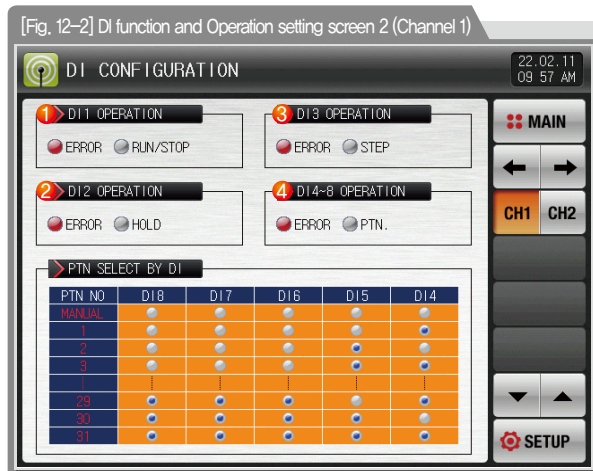 [Fig. 12-2] DI function and Operation setting screen 2 (Channel 1)
DI CONFIGURATION
22.02.11
09 57 AM
1 DI1 OPERATION
ERROR RUN/STOP
3 DI3 OPERATION
ERROR STEP
2 DI2 OPERATION
ERROR HOLD
4 DI4~8 OPERATION
ERROR PTN.
MAIN
CH1 CH2
PTN SELECT BY DI
PTN NO DI8 DI7 DI6 DI5 DI4
MANUAL
1
2
3
29
30
31
SETUP